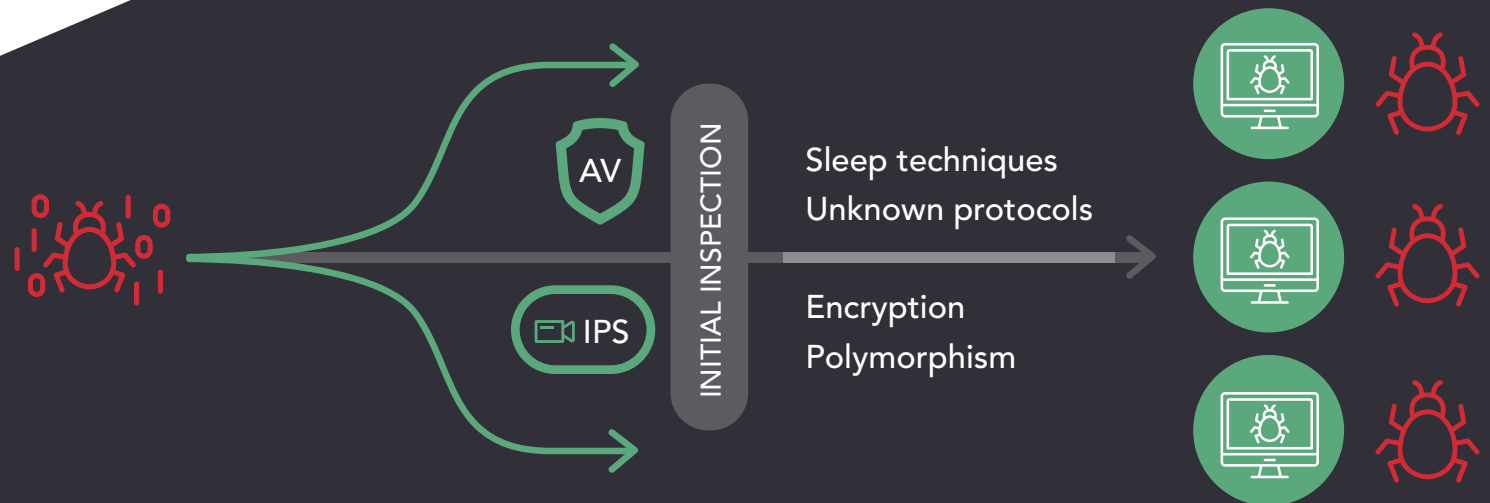 AV
IPS
INITIAL INSPECTION
Sleep techniques
Unknown protocols
Encryption
Polymorphism